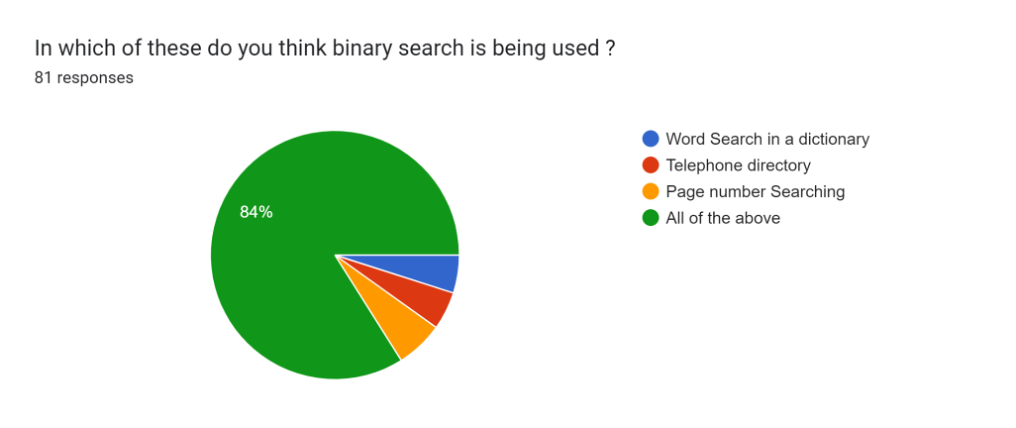 In which of these do you think binary search is being used ?
81 responses
84%
Word Search in a dictionary
Telephone directory
Page number Searching
All of the above